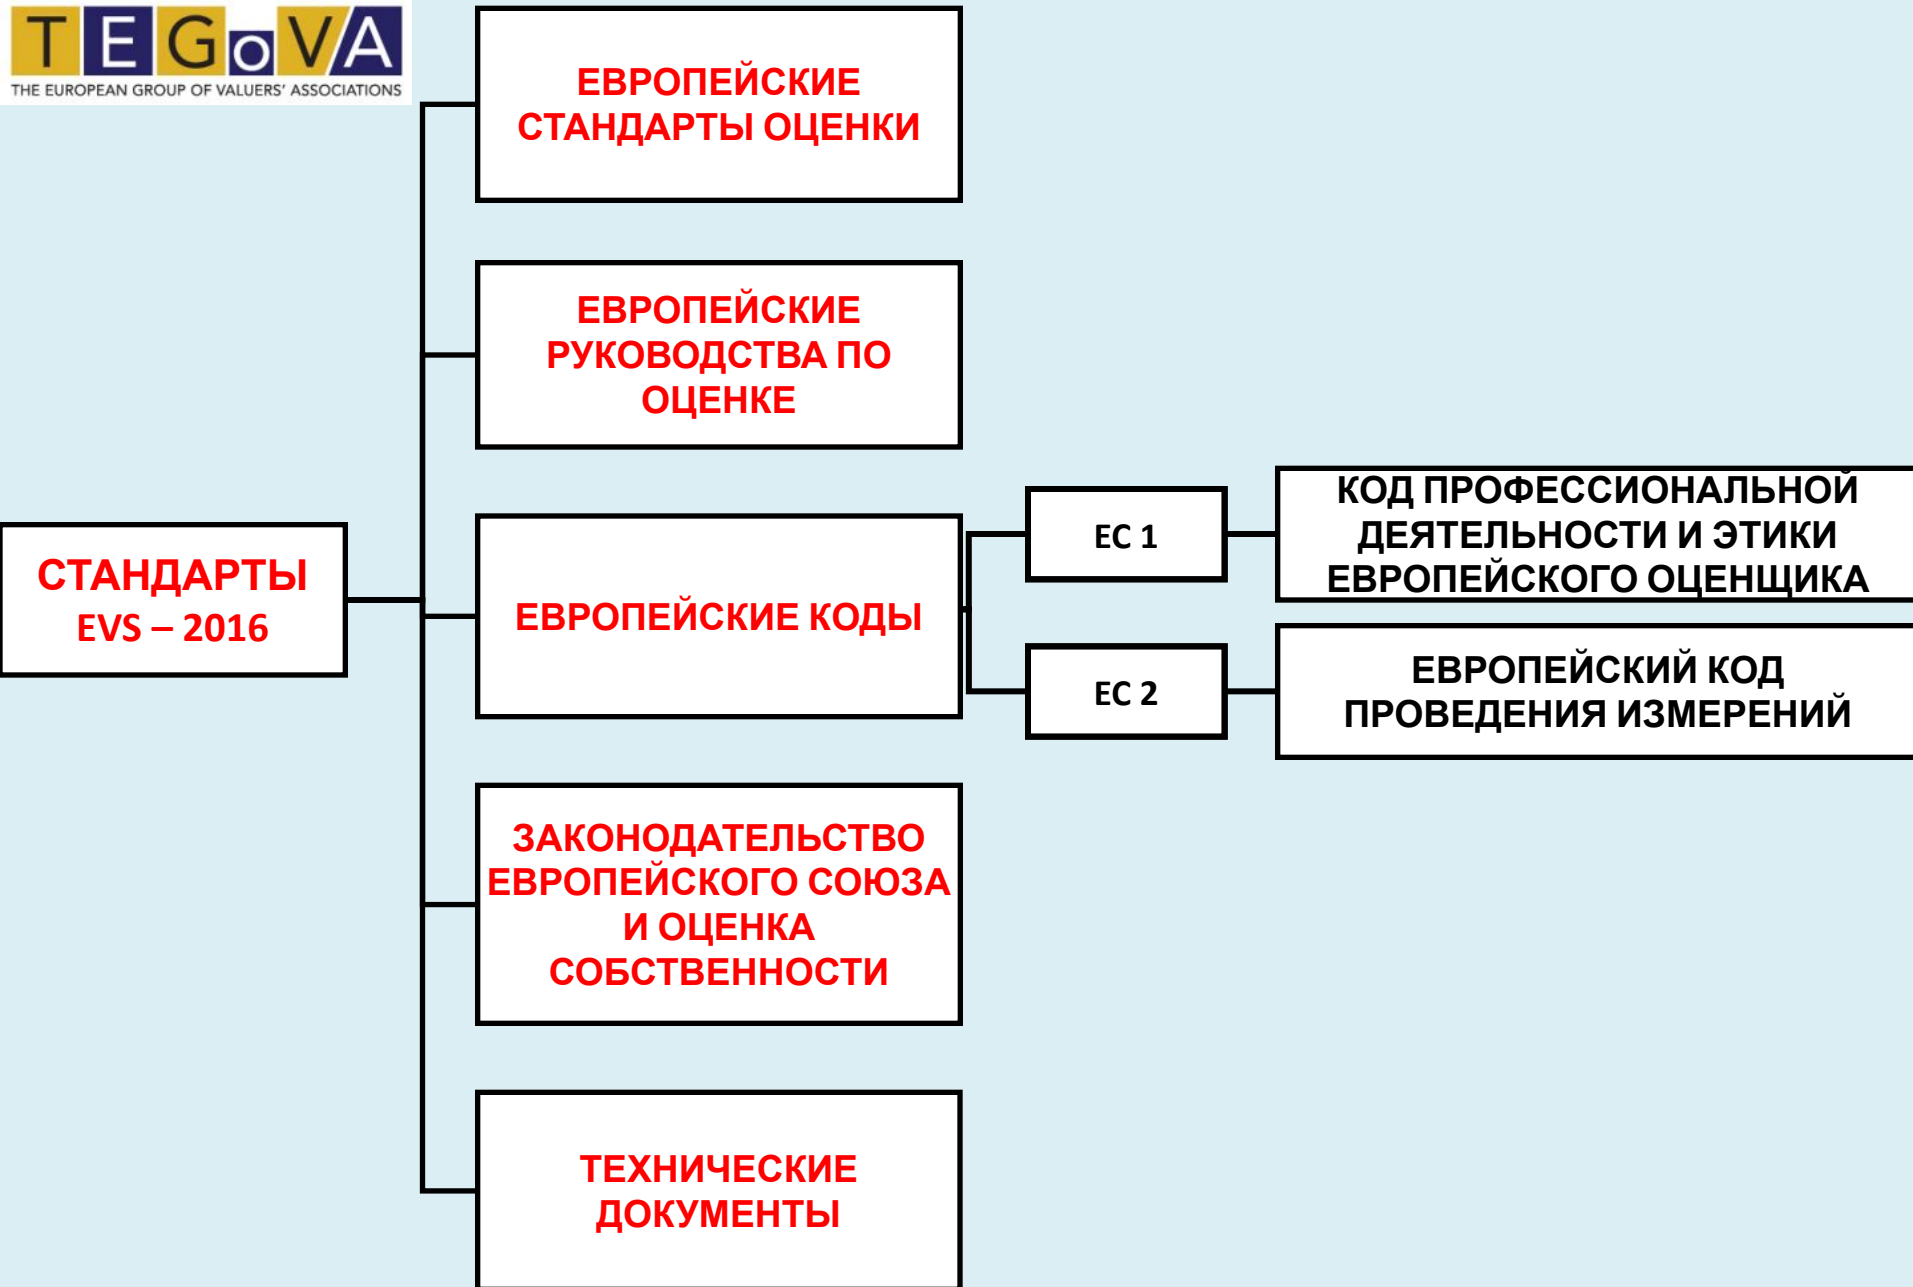 TEGoVA
THE EUROPEAN GROUP OF VALUERS' ASSOCIATIONS
СТАНДАРТЫ
EVS – 2016
ЕВРОПЕЙСКИЕ
СТАНДАРТЫ ОЦЕНКИ
ЕВРОПЕЙСКИЕ
РУКОВОДСТВА ПО
ОЦЕНКЕ
ЕВРОПЕЙСКИЕ КОДЫ
EC 1
КОД ПРОФЕССИОНАЛЬНОЙ
ДЕЯТЕЛЬНОСТИ И ЭТИКИ
ЕВРОПЕЙСКОГО ОЦЕНЩИКА
EC 2
ЕВРОПЕЙСКИЙ КОД
ПРОВЕДЕНИЯ ИЗМЕРЕНИЙ
ЗАКОНОДАТЕЛЬСТВО
ЕВРОПЕЙСКОГО СОЮЗА
И ОЦЕНКА
СОБСТВЕННОСТИ
ТЕХНИЧЕСКИЕ
ДОКУМЕНТЫ